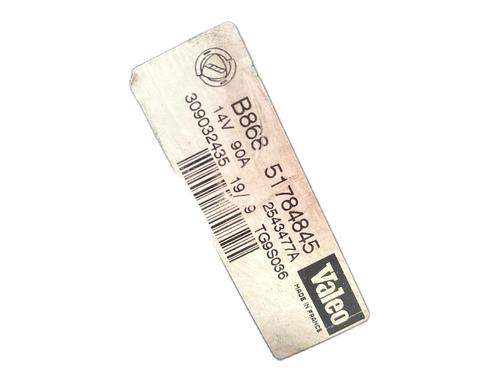 B868 51784845
14V 90A 2543477A
309032435 19/ 9 TG9S036
Valeo
MADE IN FRANCE